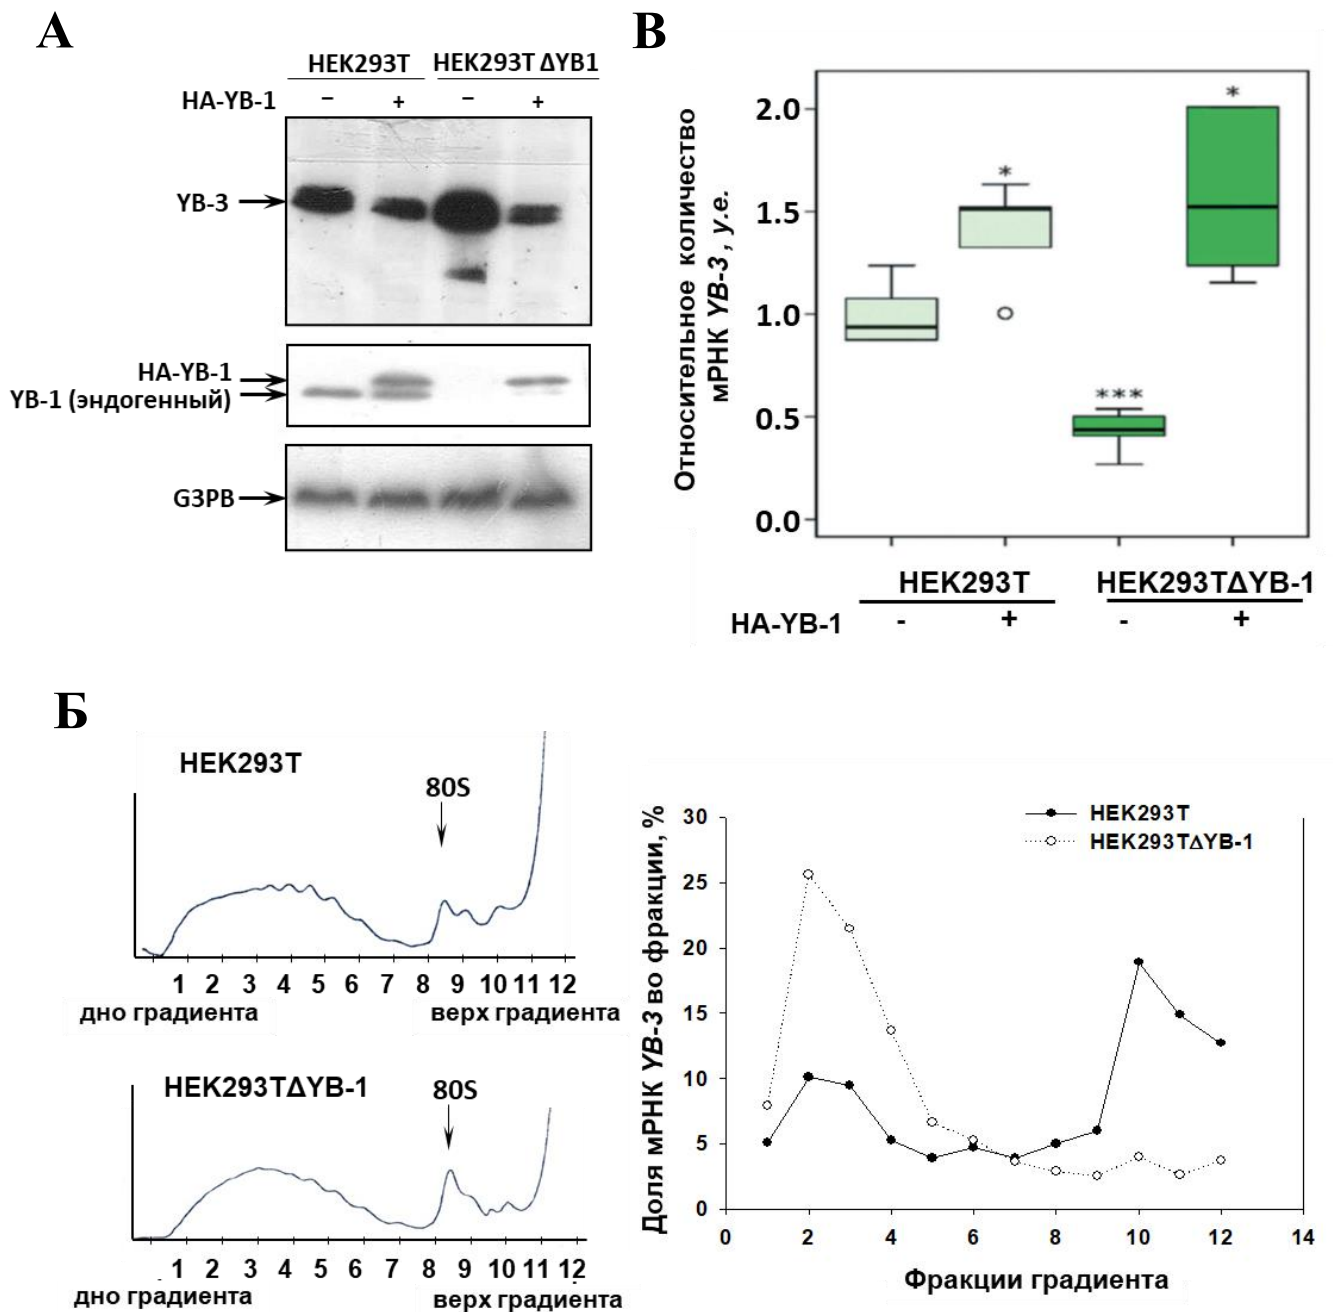 А
HEK293T HEK293T ΔYB1
HA-YB-1 – + – +
YB-3
HA-YB-1
YB-1 (эндогенный)
G3PB
В
Относительное количество
мРНК YB-3 , у.е.
2.0
1.5
1.0
0.5
0.0
*
***
*
HEK293T HEK293TΔYB-1
HA-YB-1 - + - +
Б
HEK293T
80S
1 2 3 4 5 6 7 8 9 10 11 12
дно градиента верх градиента
HEK293TΔYB-1
80S
1 2 3 4 5 6 7 8 9 10 11 12
дно градиента верх градиента
Доля мРНК YB-3 во фракции, %
30
25
20
15
10
5
0
HEK293T
HEK293TΔYB-1
0 2 4 6 8 10 12 14
Фракции градиента